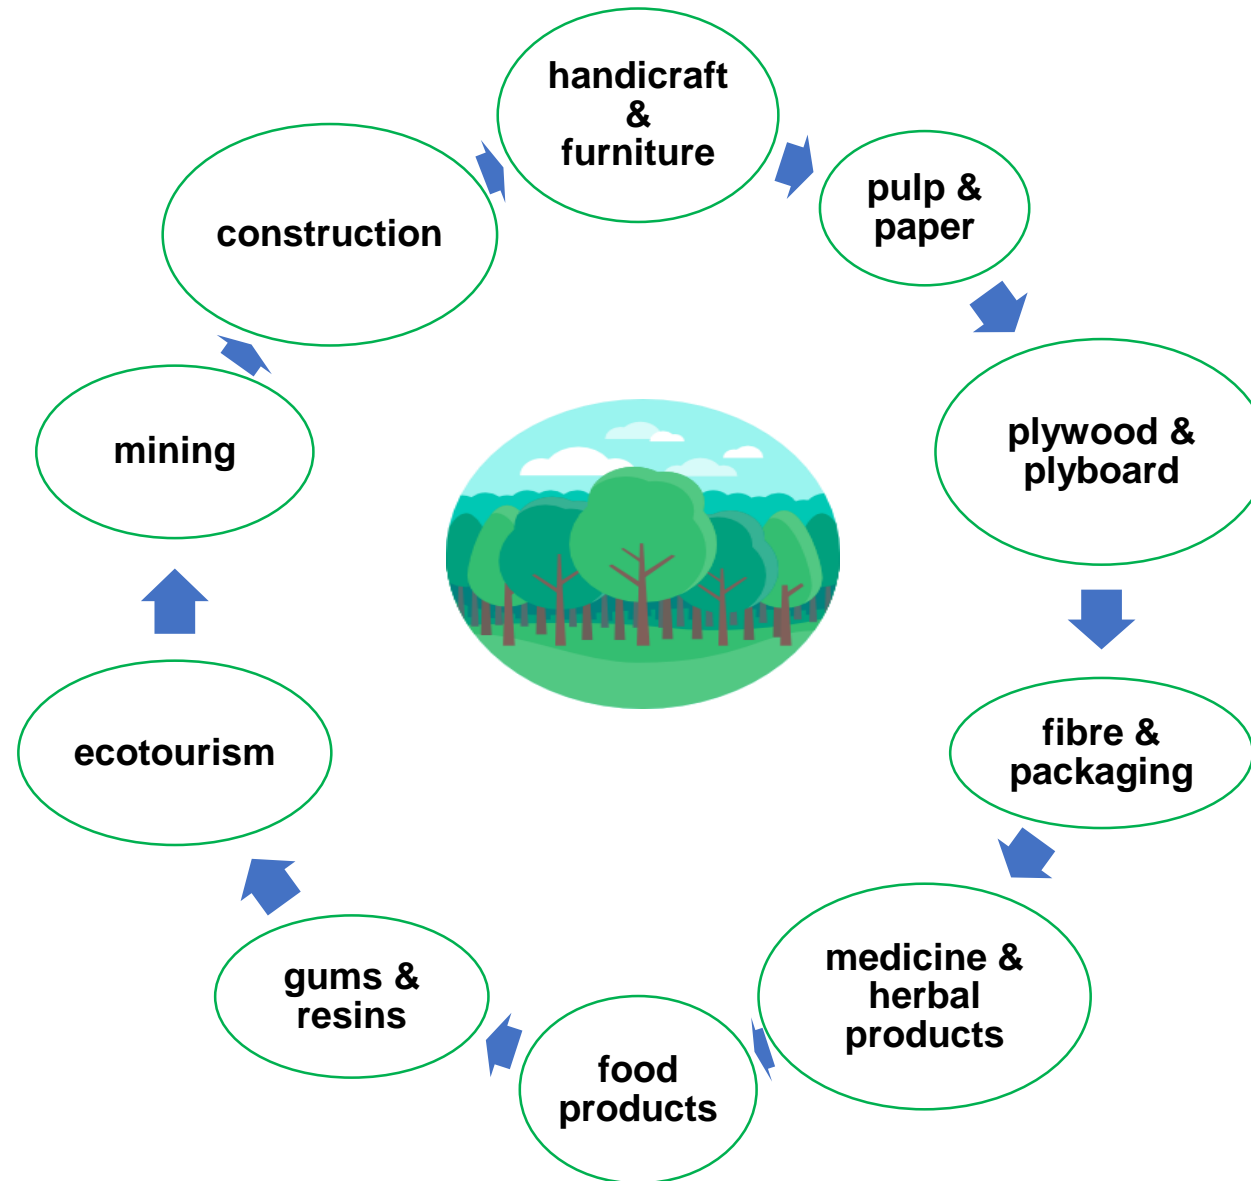 handicraft
&
furniture
pulp &
paper
plywood &
plyboard
fibre &
packaging
medicine &
herbal
products
food
products
gums &
resins
ecotourism
mining
construction